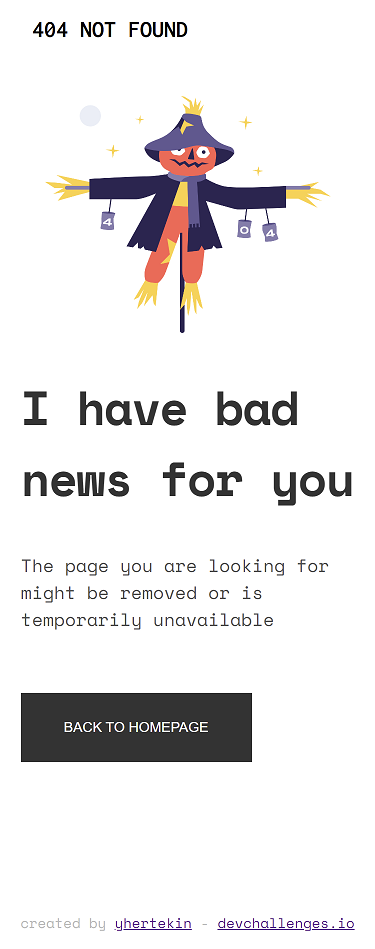 404 NOT FOUND
4
0
4
I have bad
news for you
The page you are looking for
might be removed or is
temporarily unavailable
BACK TO HOMEPAGE
created by yhertekin - devchallenges.io